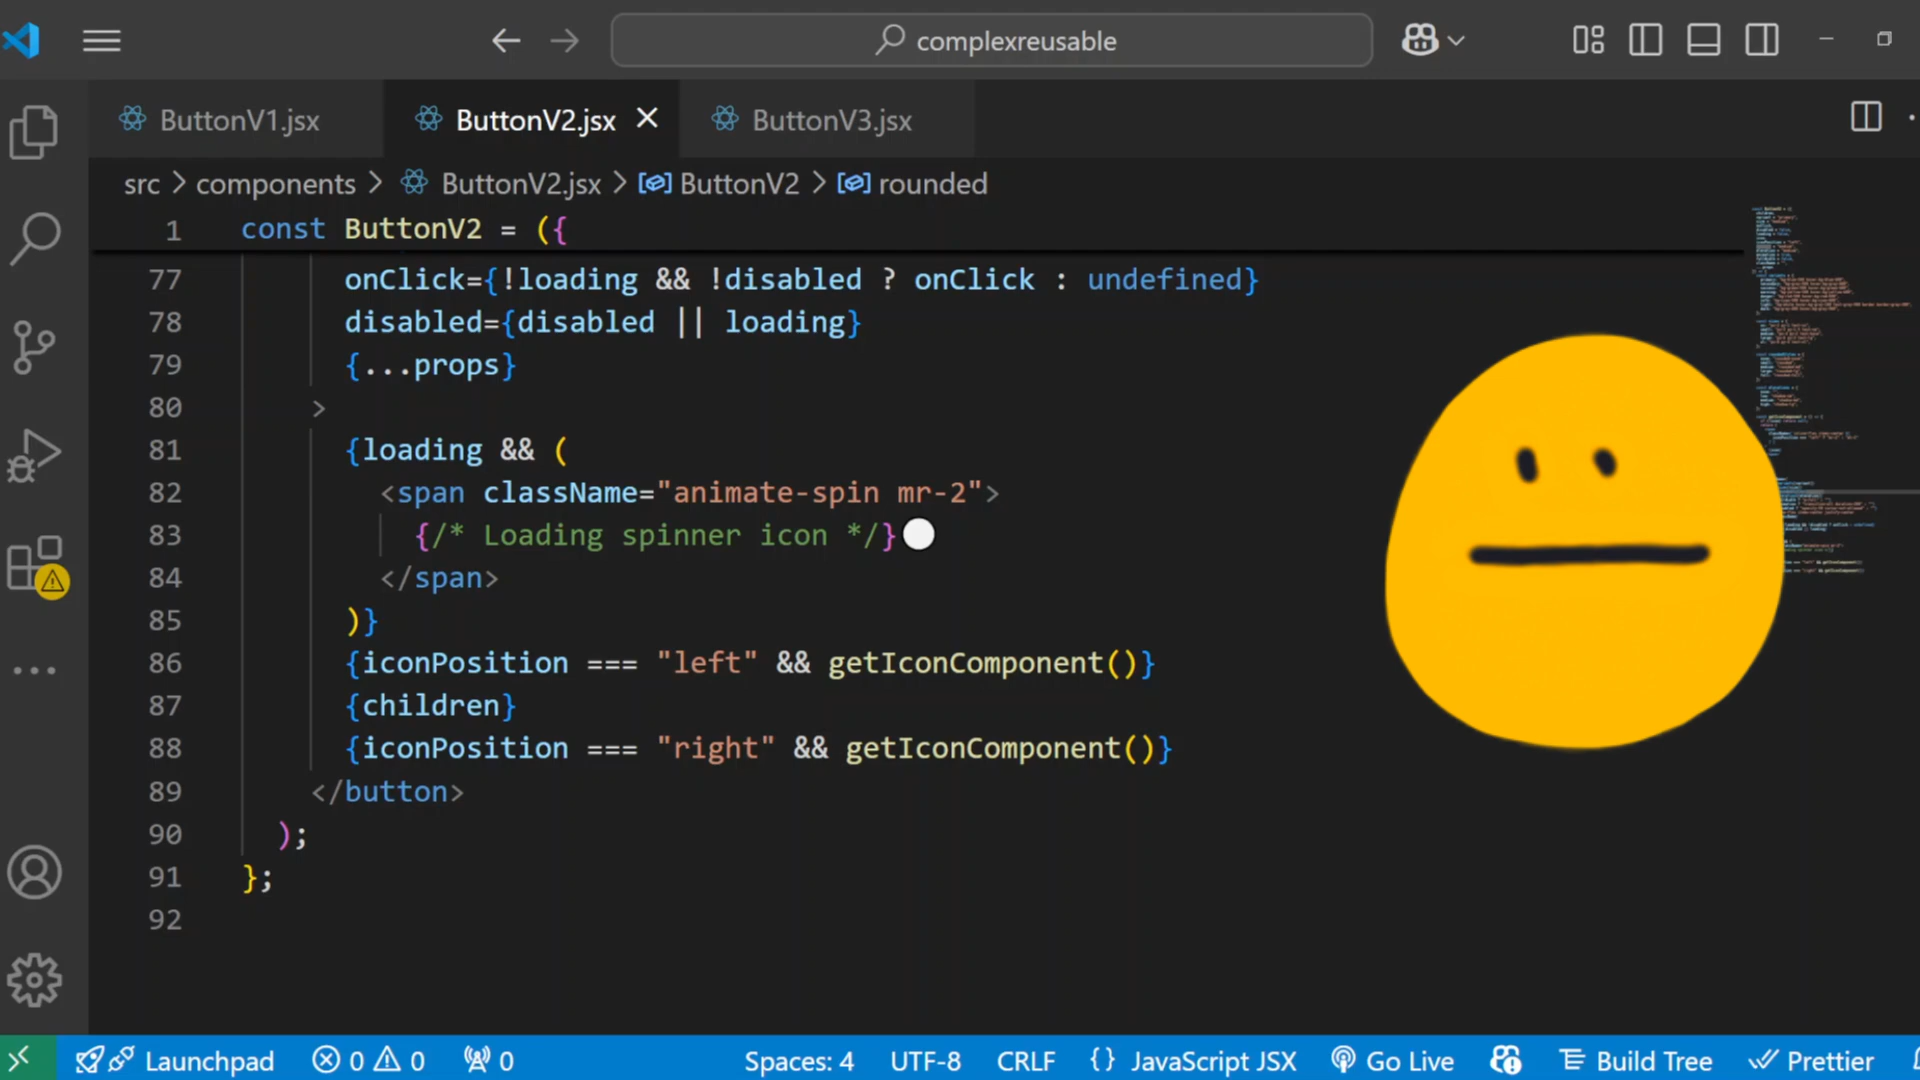 complexreusable
ButtonV1.jsx
ButtonV2.jsx
ButtonV3.jsx
src > components > ButtonV2.jsx > ButtonV2 > rounded
1 const ButtonV2 = ({
77 onClick={!loading && !disabled ? onClick : undefined}
78 disabled={disabled || loading}
79 {...props}
80 >
81 {loading && (
82 <span className="animate-spin mr-2">
83 {/* Loading spinner icon */}
84 </span>
85 )}
86 {iconPosition === "left" && getIconComponent()}
87 {children}
88 {iconPosition === "right" && getIconComponent()}
89 </button>
90 );
91 };
92
Launchpad 0 0 0 Spaces: 4 UTF-8 CRLF {} JavaScript JSX Go Live Build Tree Prettier